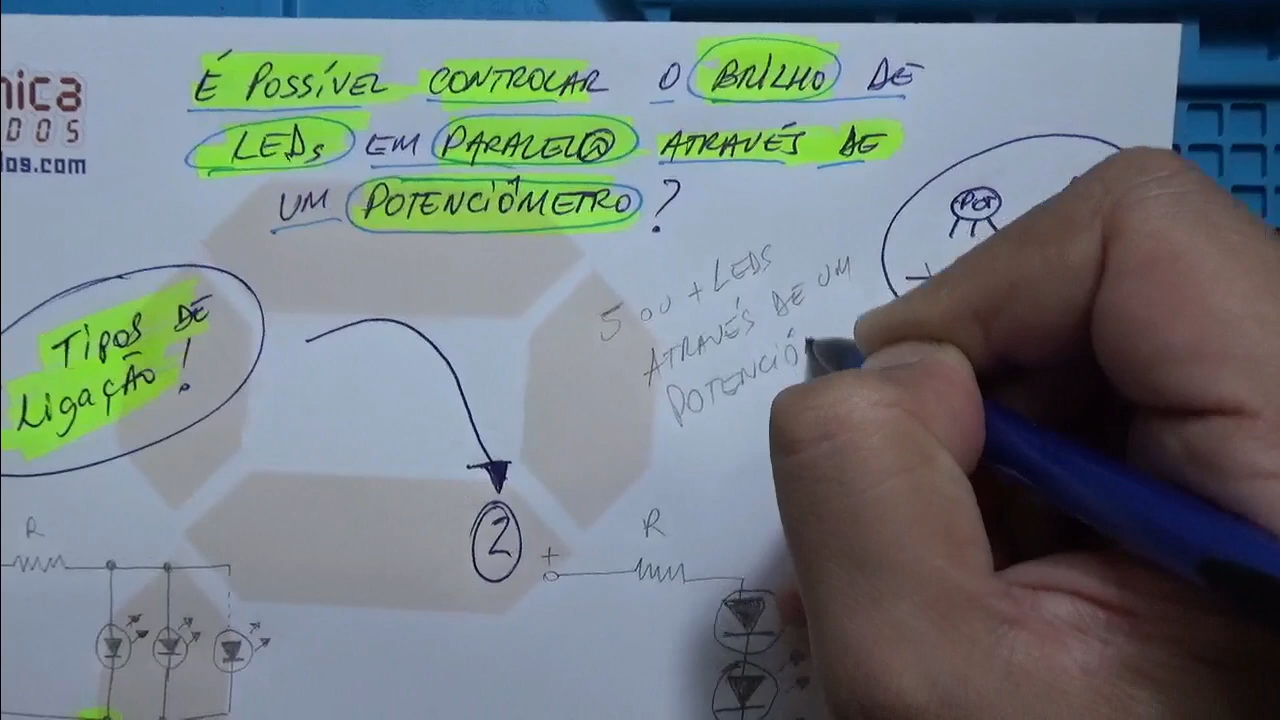 É POSSÍVEL CONTROLAR O BRILHO DE
LEDs EM PARALELO ATRAVÉS DE
UM POTENCIÔMETRO?
nica
DOS
dos.com
POT
+
TIPOS DE
LIGAÇÃO!
5 OU + LEDS
ATRAVÉS DE UM
POTENCIÔ
2
R
+
R